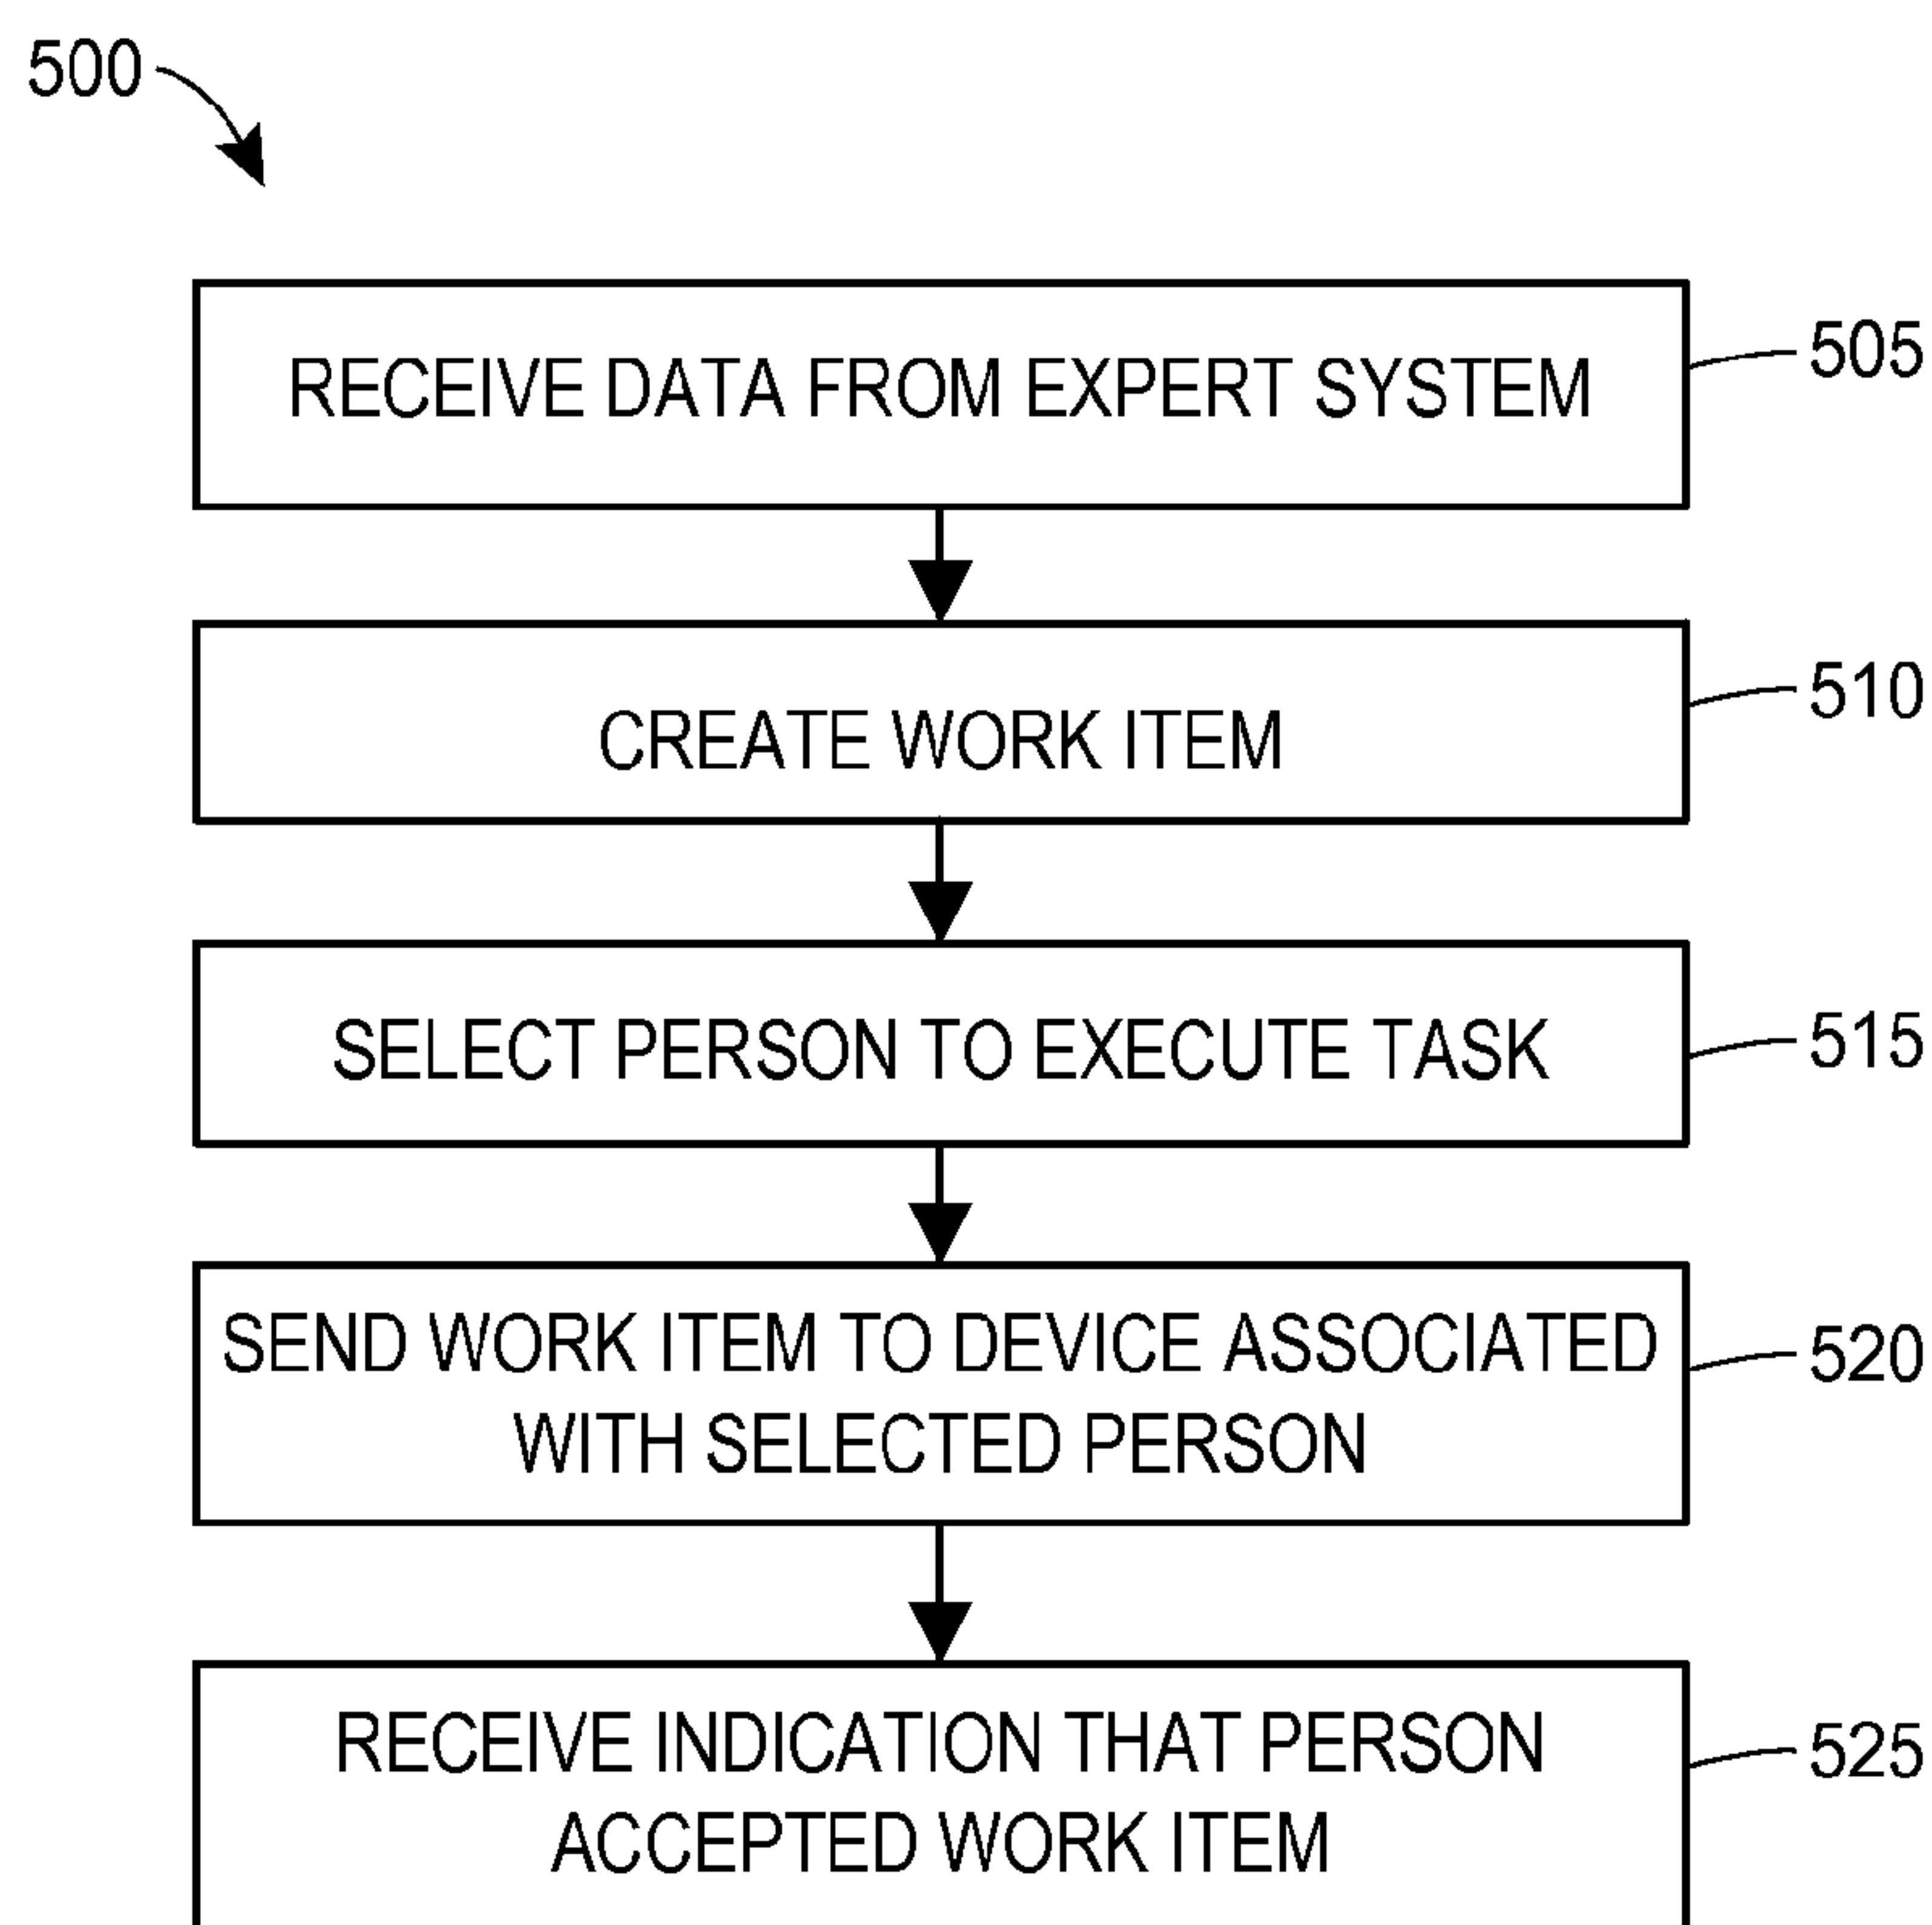 500
RECEIVE DATA FROM EXPERT SYSTEM
505
CREATE WORK ITEM
510
SELECT PERSON TO EXECUTE TASK
515
SEND WORK ITEM TO DEVICE ASSOCIATED
WITH SELECTED PERSON
520
RECEIVE INDICATION THAT PERSON
ACCEPTED WORK ITEM
525